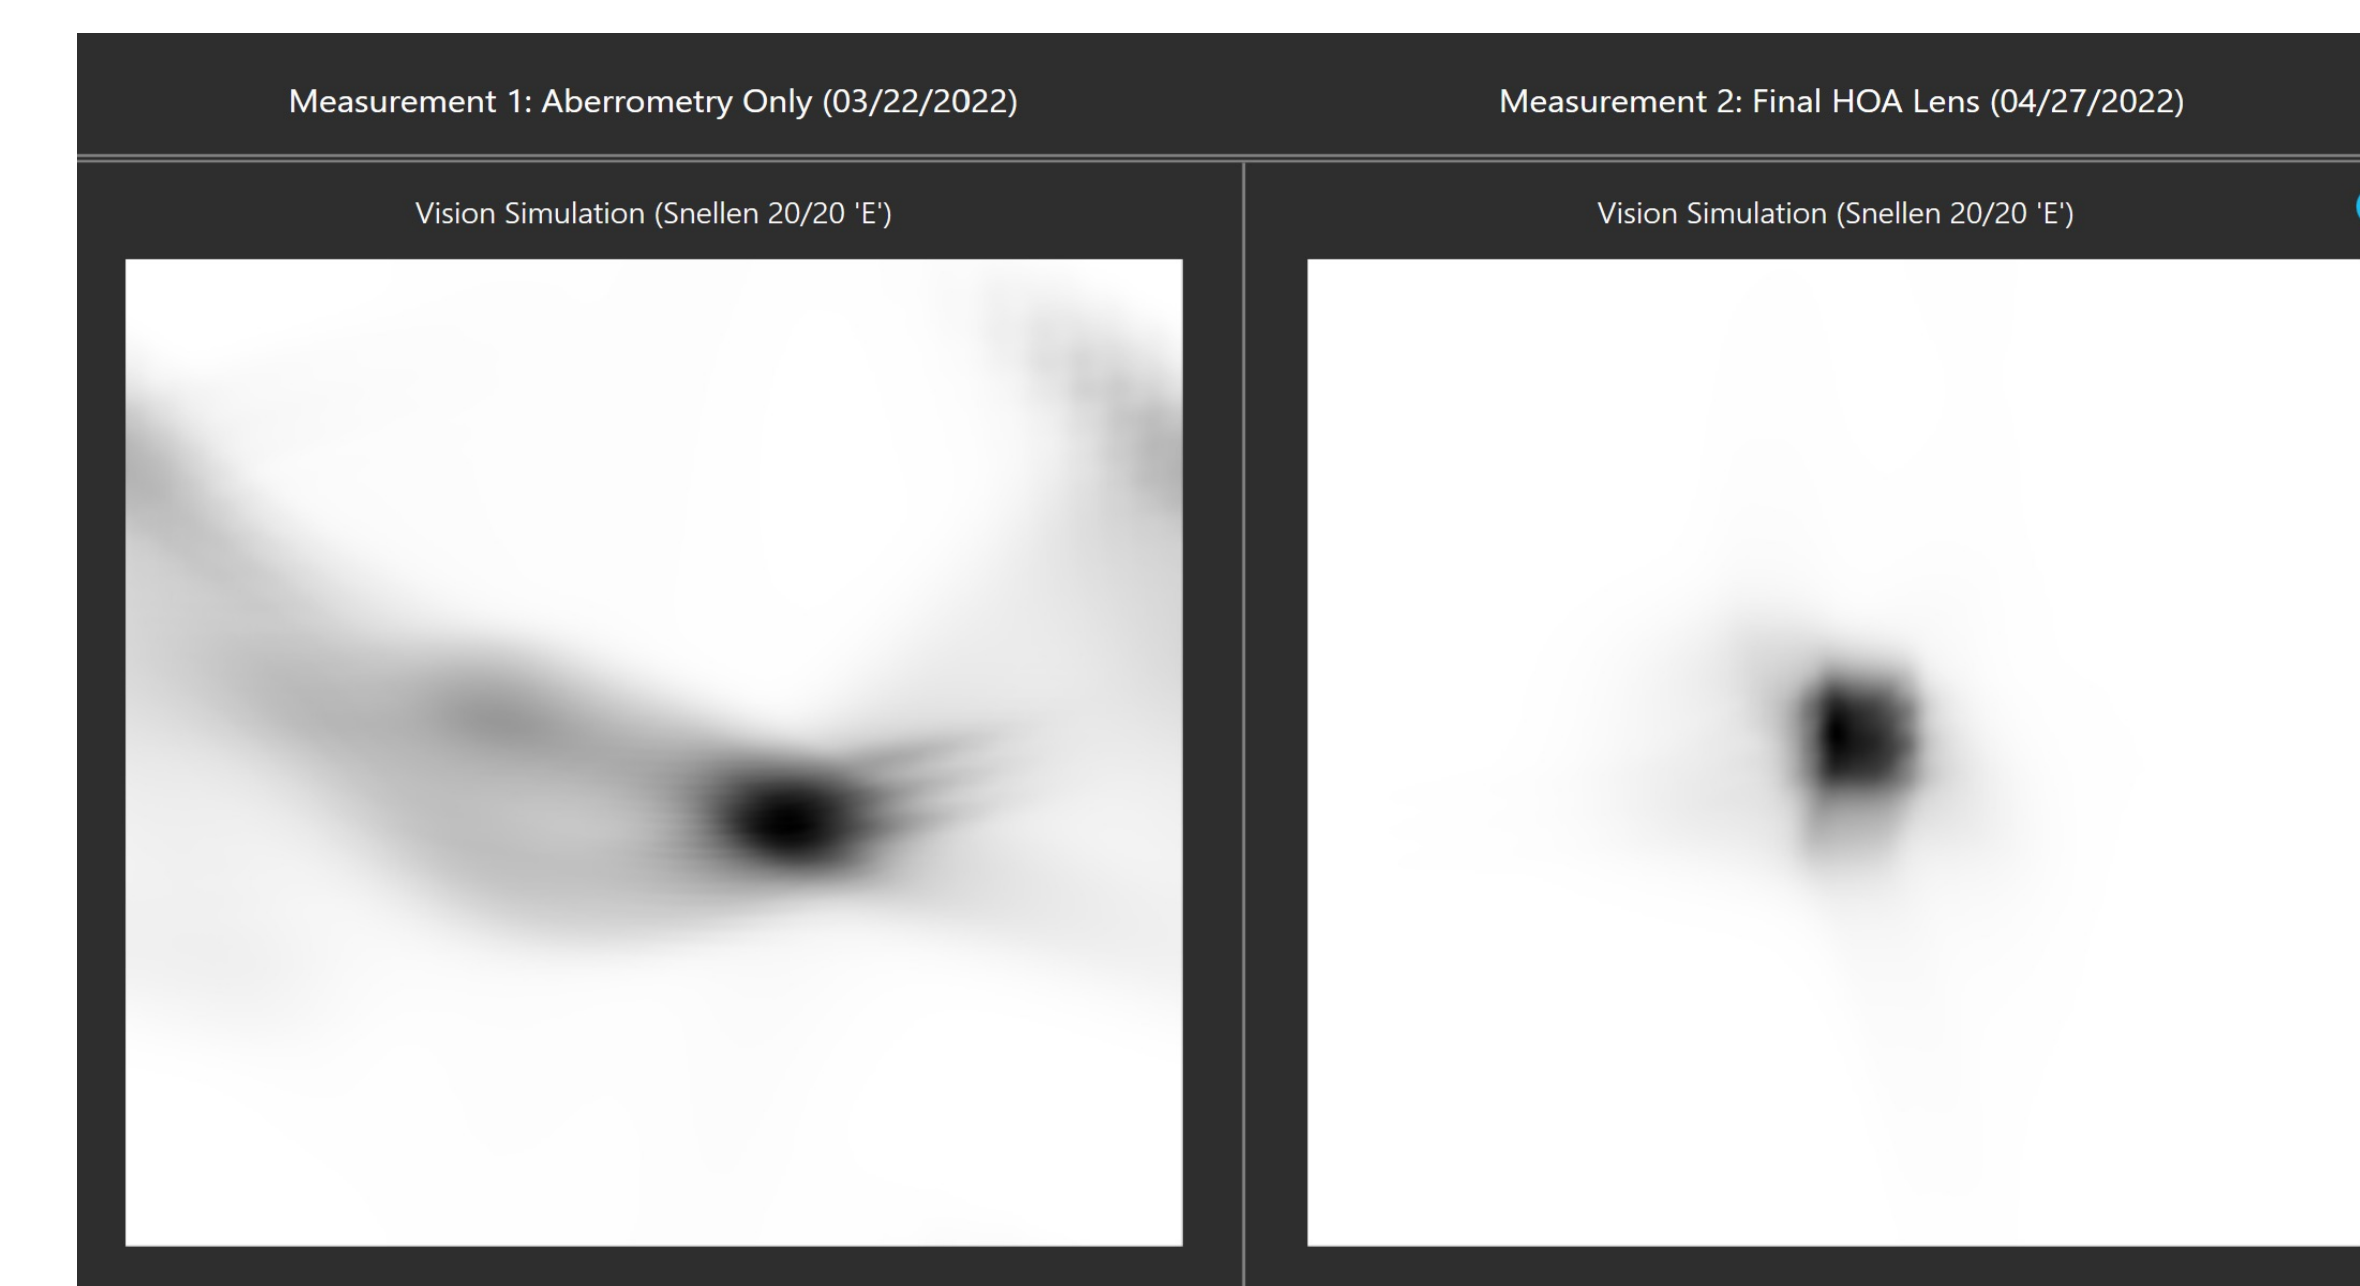 Measurement 1: Aberrometry Only (03/22/2022)
Measurement 2: Final HOA Lens (04/27/2022)
Vision Simulation (Snellen 20/20 'E')
Vision Simulation (Snellen 20/20 'E')